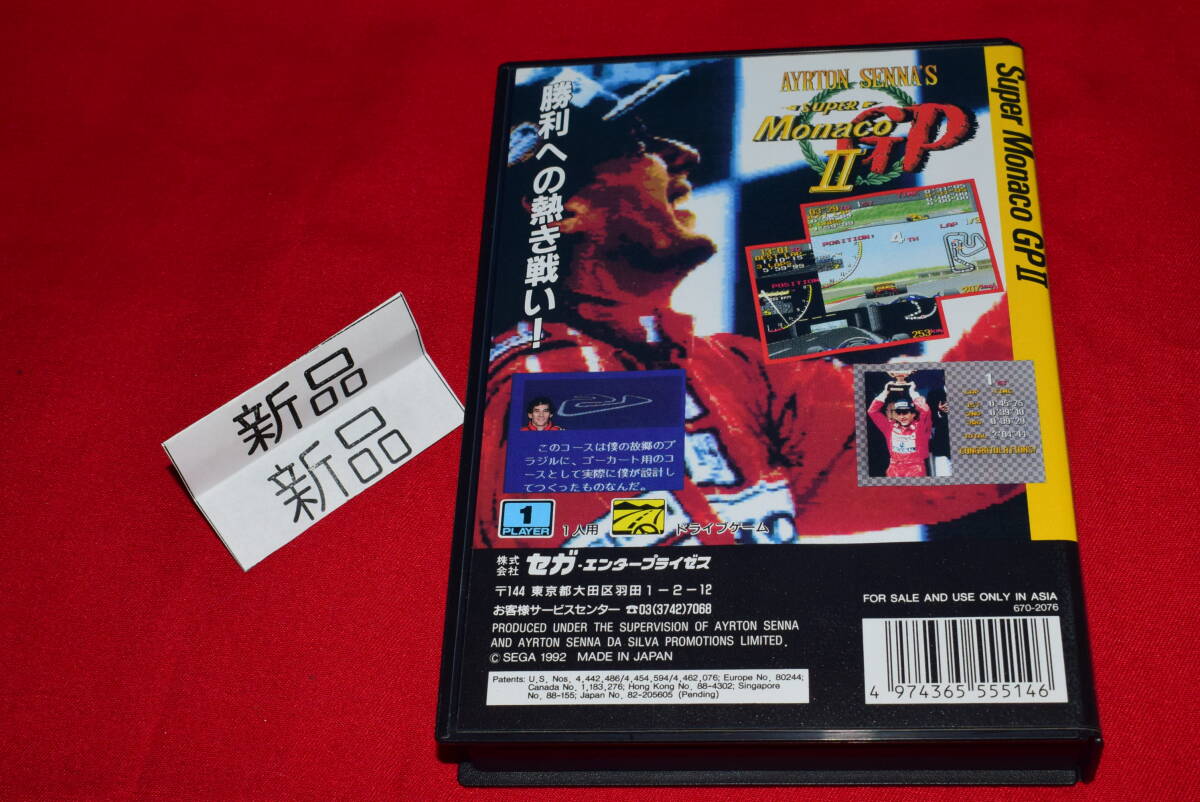 新品
新品
勝利への熱き戦い!
AYRTON SENNA'S
SUPER
Monaco
GP
II
Super Monaco GP II
POSITION:
4TH
LAP
POSITION:
253
このコースは僕の故郷のブ
ラジルに、ゴーカート用のコ
ースとして実際に僕が設計し
てつくったものなんだ。
1
PLAYER
1人用
ドライブゲーム
株式会社 セガ・エンタープライゼス
〒144 東京都大田区羽田1-2-12
お客様サービスセンター ☎03(3742)7068
PRODUCED UNDER THE SUPERVISION OF AYRTON SENNA
AND AYRTON SENNA DA SILVA PROMOTIONS LIMITED.
© SEGA 1992 MADE IN JAPAN
Patents: U.S. Nos. 4,442,486/4,454,594/4,462,076; Europe No. 80244;
Canada No. 1,183,276; Hong Kong No. 88-4302; Singapore
No. 88-155; Japan No. 82-205605 (Pending)
FOR SALE AND USE ONLY IN ASIA
670-2076
4 974365 555146